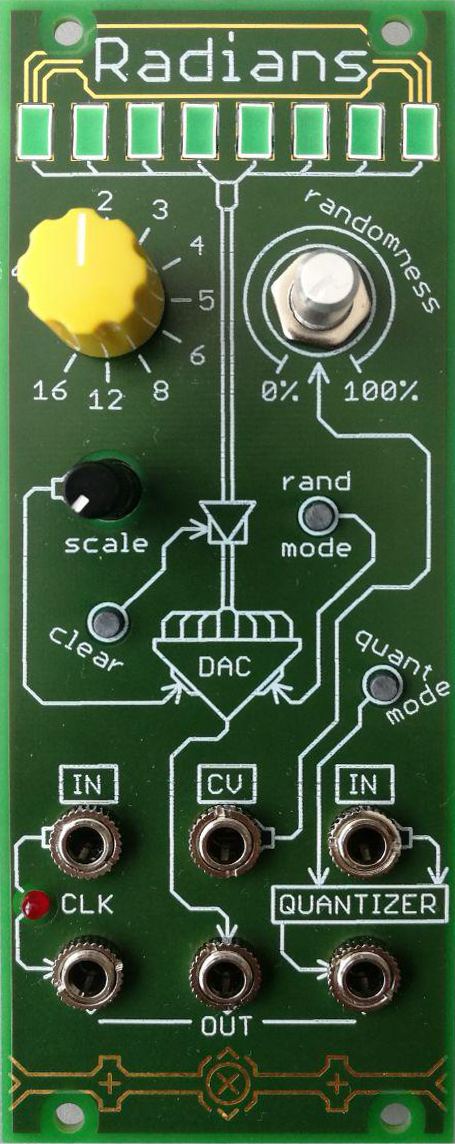 Radians
randomness
2
3
4
5
6
8
12
16
0% 100%
scale
rand
mode
clear
DAC
quant
mode
IN CV IN
CLK
QUANTIZER
OUT